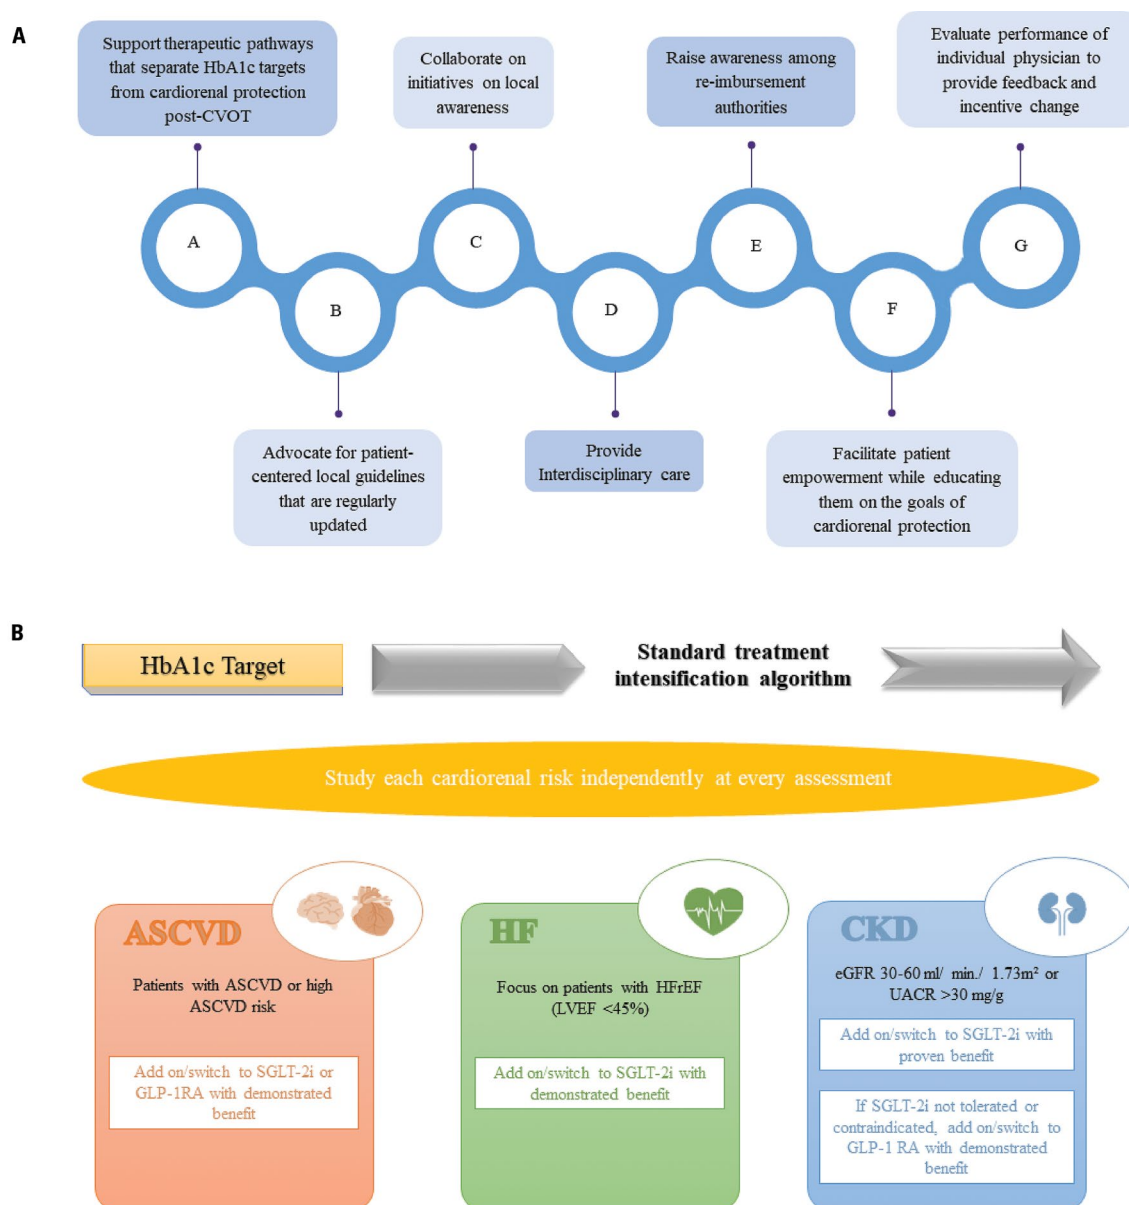 A
Support therapeutic pathways
that separate HbA1c targets
from cardiorenal protection
post-CVOT
Collaborate on
initiatives on local
awareness
Raise awareness among
re-imbursement
authorities
Evaluate performance of
individual physician to
provide feedback and
incentive change
A
B
C
D
E
F
G
Advocate for patient-
centered local guidelines
that are regularly
updated
Provide
Interdisciplinary care
Facilitate patient
empowerment while educating
them on the goals of
cardiorenal protection
B
HbA1c Target
Standard treatment
intensification algorithm
Study each cardiorenal risk independently at every assessment
ASCVD
Patients with ASCVD or high
ASCVD risk
Add on/switch to SGLT-2i or
GLP-1RA with demonstrated
benefit
HF
Focus on patients with HFrEF
(LVEF <45%)
Add on/switch to SGLT-2i with
demonstrated benefit
CKD
eGFR 30-60 ml/ min./ 1.73m² or
UACR >30 mg/g
Add on/switch to SGLT-2i with
proven benefit
If SGLT-2i not tolerated or
contraindicated, add on/switch to
GLP-1 RA with demonstrated
benefit